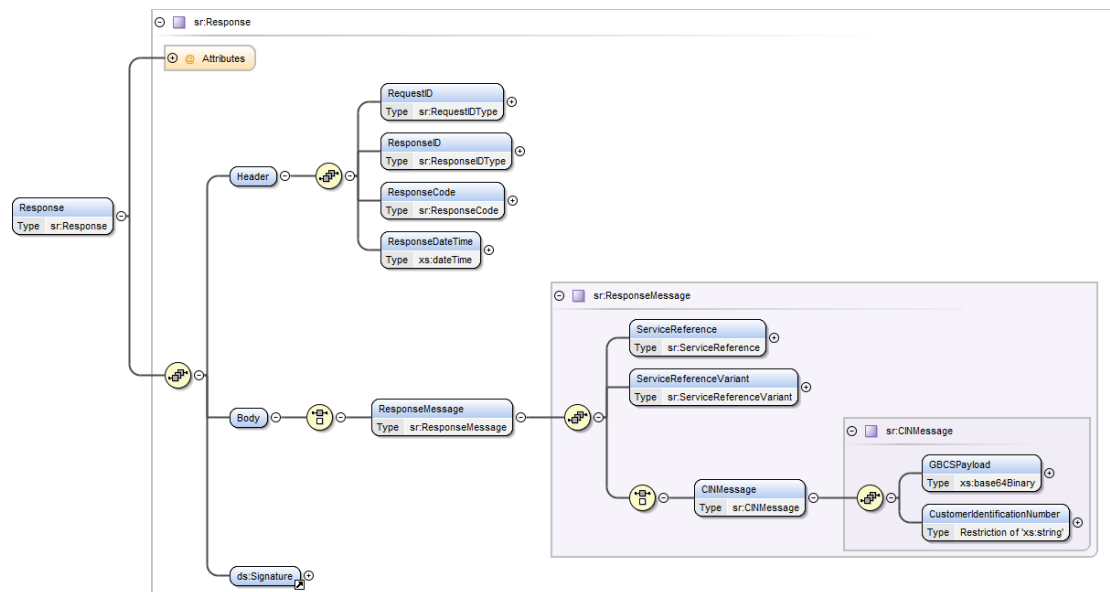 sr:Response
@ Attributes
RequestID
Type sr:RequestIDType
ResponseID
Type sr:ResponseIDType
Header
ResponseCode
Type sr:ResponseCode
Response
Type sr:Response
ResponseDateTime
Type xs:dateTime
sr:ResponseMessage
ServiceReference
Type sr:ServiceReference
ServiceReferenceVariant
Type sr:ServiceReferenceVariant
Body
ResponseMessage
Type sr:ResponseMessage
sr:CINMessage
GBCSPayload
Type xs:base64Binary
CINMessage
Type sr:CINMessage
CustomerIdentificationNumber
Type Restriction of 'xs:string'
ds:Signature